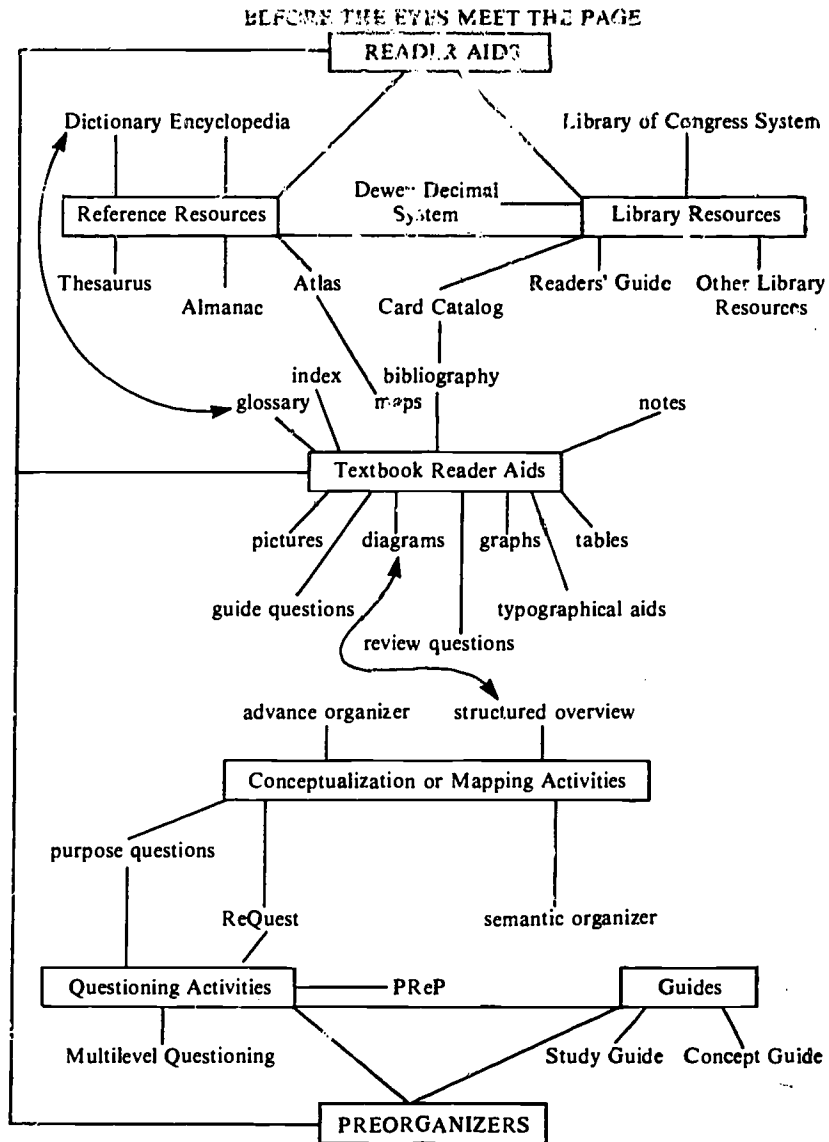 BEFORE THE EYES MEET THE PAGE
READER AIDS
Dictionary Encyclopedia
Library of Congress System
Dewey Decimal
System
Reference Resources
Library Resources
Thesaurus
Almanac
Atlas
Card Catalog
Readers' Guide
Other Library
Resources
index
bibliography
glossary
maps
notes
Textbook Reader Aids
pictures
diagrams
graphs
tables
guide questions
typographical aids
review questions
advance organizer
structured overview
Conceptualization or Mapping Activities
purpose questions
ReQuest
semantic organizer
Questioning Activities
PReP
Guides
Multilevel Questioning
Study Guide
Concept Guide
PREORGANIZERS